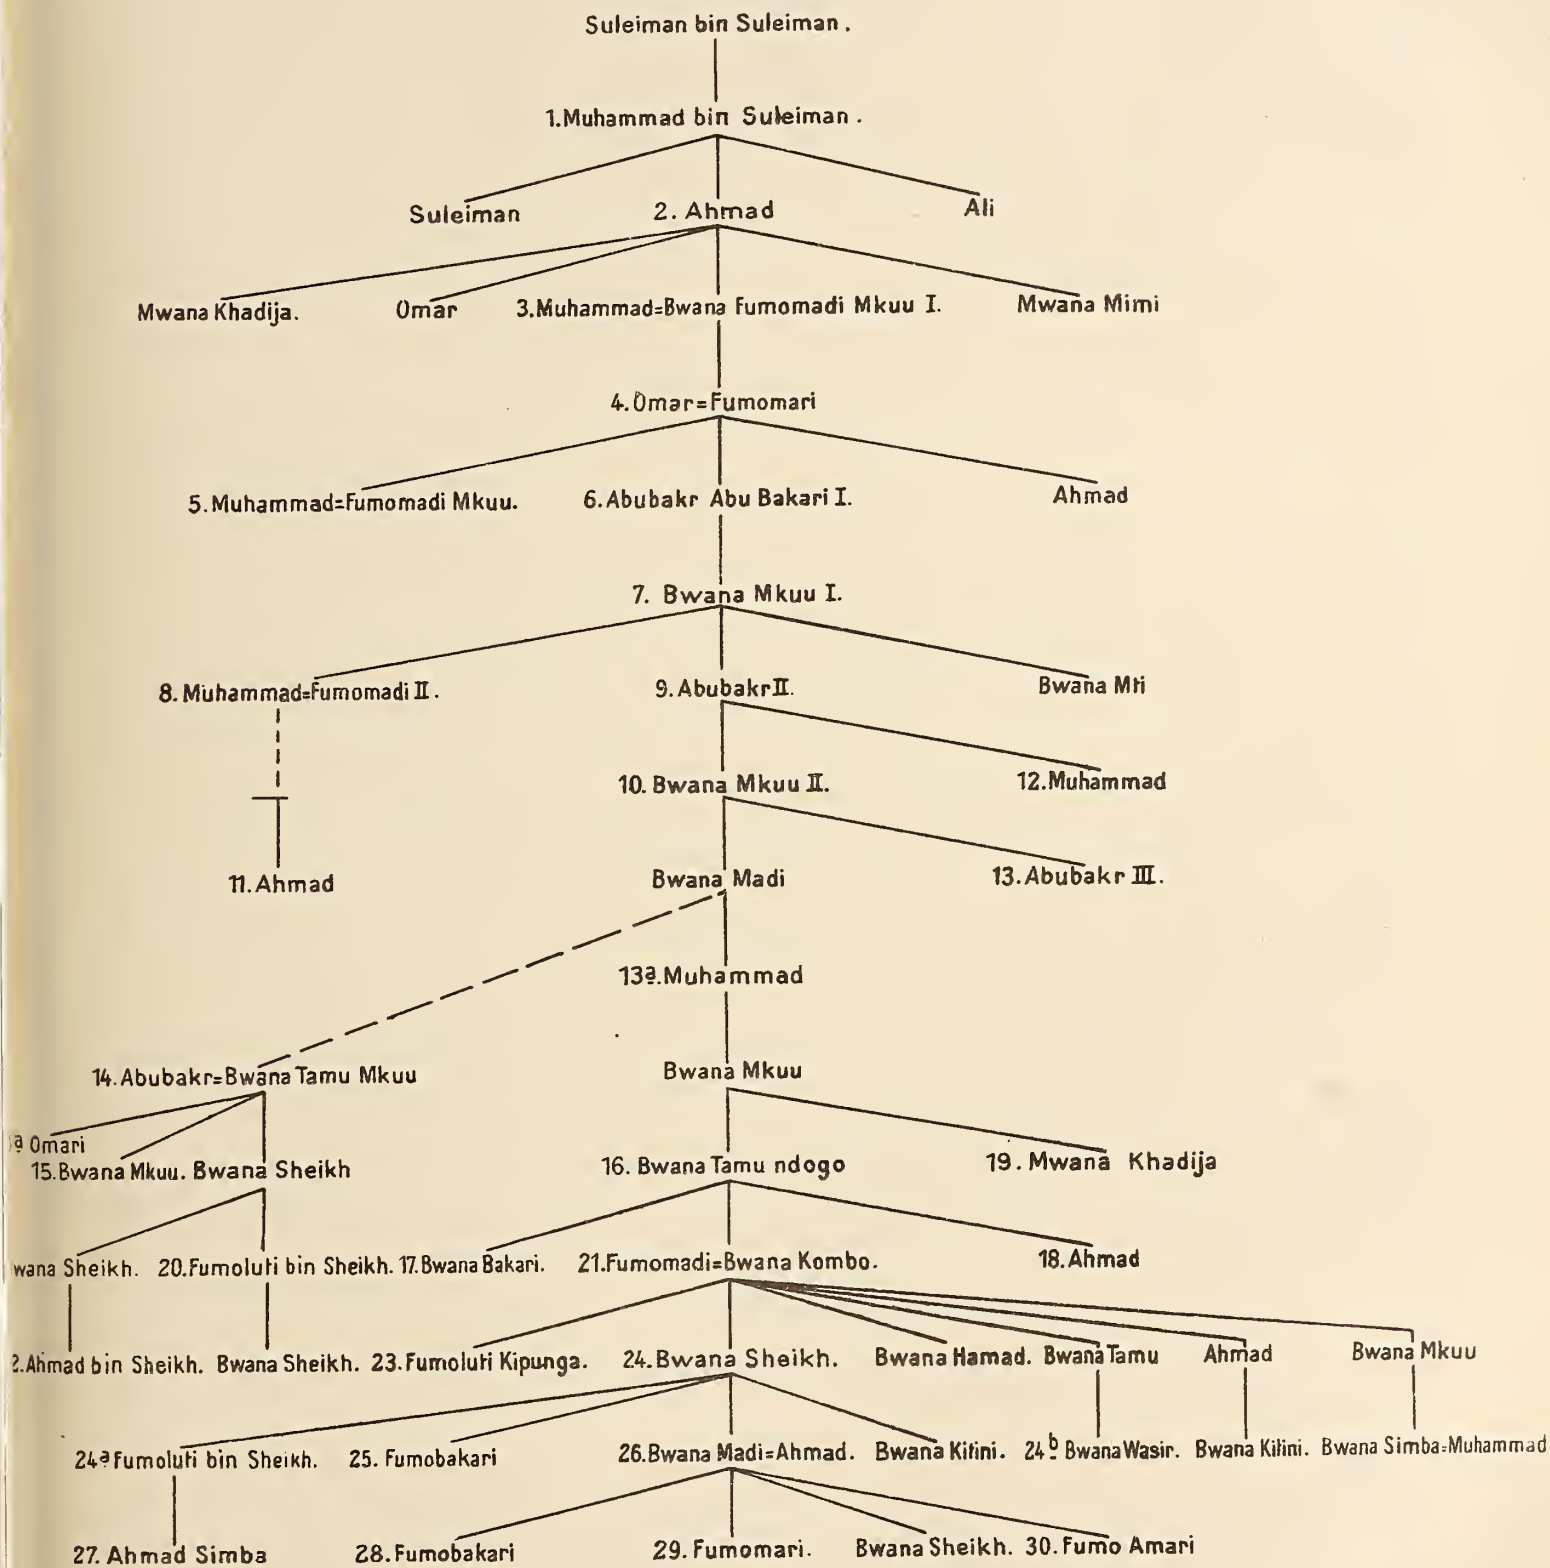 Suleiman bin Suleiman.
1. Muhammad bin Suleiman.
Suleiman 2. Ahmad Ali
Mwana Khadija. Omar 3. Muhammad=Bwana Fumomadi Mkuu I. Mwana Mimi
4. Omar=Fumomari
5. Muhammad=Fumomadi Mkuu. 6. Abubakr Abu Bakari I. Ahmad
7. Bwana Mkuu I.
8. Muhammad=Fumomadi II. 9. Abubakr II. Bwana Mti
10. Bwana Mkuu II. 12. Muhammad
11. Ahmad Bwana Madi 13. Abubakr III.
13a. Muhammad
14. Abubakr=Bwana Tamu Mkuu Bwana Mkuu
a Omari
15. Bwana Mkuu. Bwana Sheikh 16. Bwana Tamu ndogo 19. Mwana Khadija
wana Sheikh. 20. Fumoluti bin Sheikh. 17. Bwana Bakari. 21. Fumomadi=Bwana Kombo. 18. Ahmad
2. Ahmad bin Sheikh. Bwana Sheikh. 23. Fumoluti Kipunga. 24. Bwana Sheikh. Bwana Hamad. Bwana Tamu Ahmad Bwana Mkuu
24a Fumoluti bin Sheikh. 25. Fumobakari 26. Bwana Madi=Ahmad. Bwana Kitini. 24b Bwana Wasir. Bwana Kitini. Bwana Simba=Muhammad
27. Ahmad Simba 28. Fumobakari 29. Fumomari. Bwana Sheikh. 30. Fumo Amari